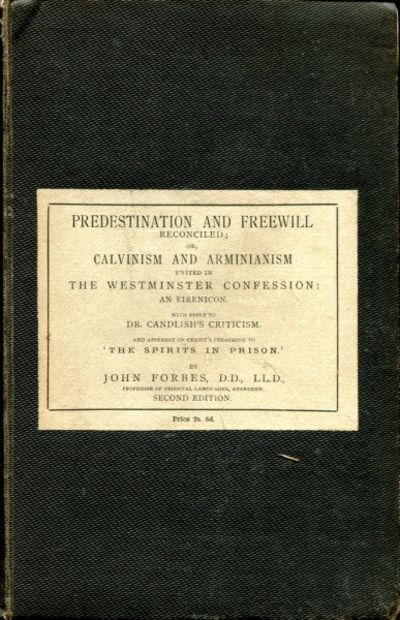 PREDESTINATION AND FREEWILL
RECONCILED;
OR,
CALVINISM AND ARMINIANISM
UNITED IN
THE WESTMINSTER CONFESSION:
AN EIRENICON.
WITH REPLY TO
DR. CANDLISH'S CRITICISM.
AND APPENDIX ON CHRIST'S PREACHING TO
'THE SPIRITS IN PRISON.'
BY
JOHN FORBES, D.D., LL.D.,
PROFESSOR OF ORIENTAL LANGUAGES, ABERDEEN.
SECOND EDITION.
Price 2s. 6d.